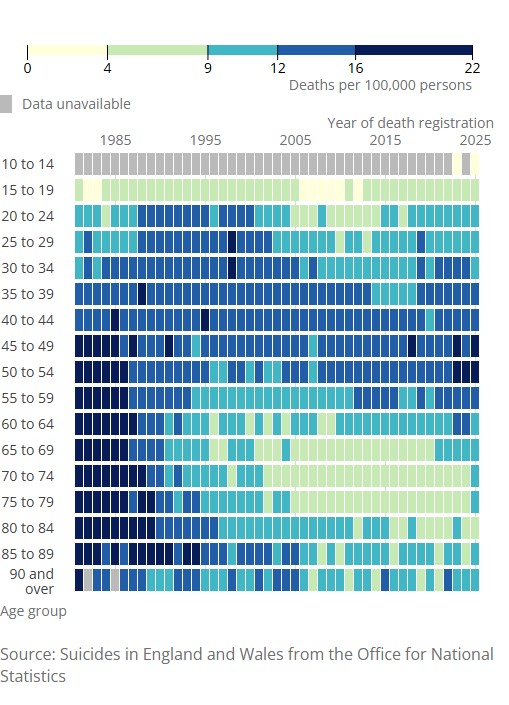 0 4 9 12 16 22
Deaths per 100,000 persons
Data unavailable
Year of death registration
1985 1995 2005 2015 2025
10 to 14
15 to 19
20 to 24
25 to 29
30 to 34
35 to 39
40 to 44
45 to 49
50 to 54
55 to 59
60 to 64
65 to 69
70 to 74
75 to 79
80 to 84
85 to 89
90 and
over
Age group
Source: Suicides in England and Wales from the Office for National
Statistics